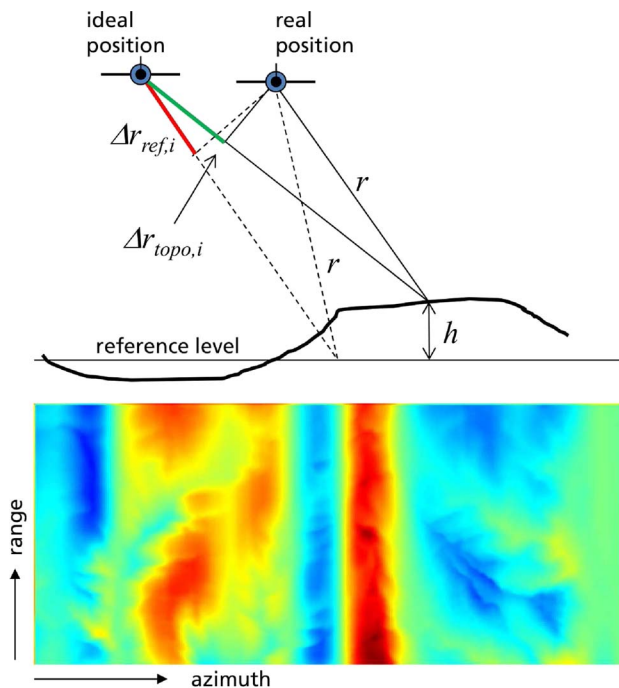 ideal
position
real
position
Δr_ref,i
r
Δr_topo,i
r
h
reference level
range
azimuth